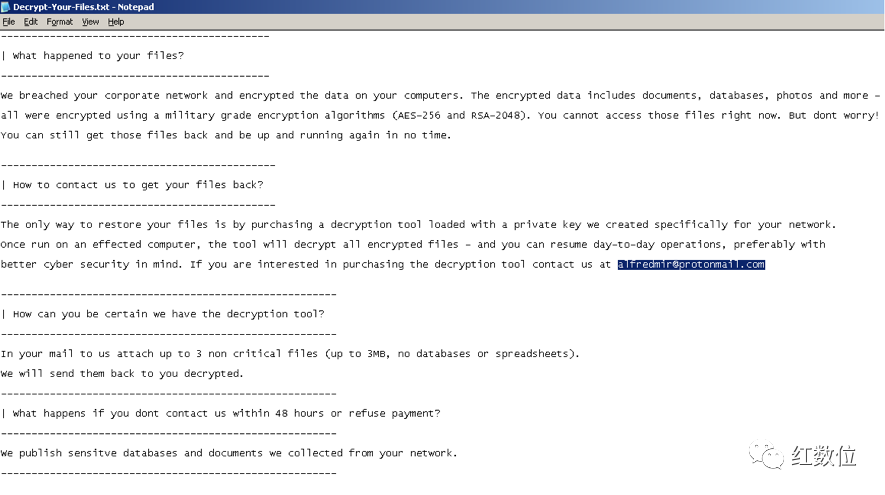 Decrypt-Your-Files.txt - Notepad
File Edit Format View Help
--------------------------------------------
| What happened to your files?
--------------------------------------------
We breached your corporate network and encrypted the data on your computers. The encrypted data includes documents, databases, photos and more -
all were encrypted using a military grade encryption algorithms (AES-256 and RSA-2048). You cannot access those files right now. But dont worry!
You can still get those files back and be up and running again in no time.
---------------------------------------------
| How to contact us to get your files back?
---------------------------------------------
The only way to restore your files is by purchasing a decryption tool loaded with a private key we created specifically for your network.
Once run on an effected computer, the tool will decrypt all encrypted files - and you can resume day-to-day operations, preferably with
better cyber security in mind. If you are interested in purchasing the decryption tool contact us at alfredmir@protonmail.com
-------------------------------------------------------
| How can you be certain we have the decryption tool?
-------------------------------------------------------
In your mail to us attach up to 3 non critical files (up to 3MB, no databases or spreadsheets).
We will send them back to you decrypted.
-------------------------------------------------------
| What happens if you dont contact us within 48 hours or refuse payment?
-------------------------------------------------------
We publish sensitve databases and documents we collected from your network.
-------------------------------------------------------
红数位